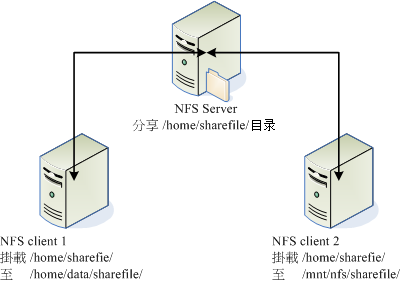 NFS Server
分享 /home/sharefile/目录
NFS client 1
掛載 /home/sharefie/
至 /home/data/sharefile/
NFS client 2
掛載 /home/sharefie/
至 /mnt/nfs/sharefile/